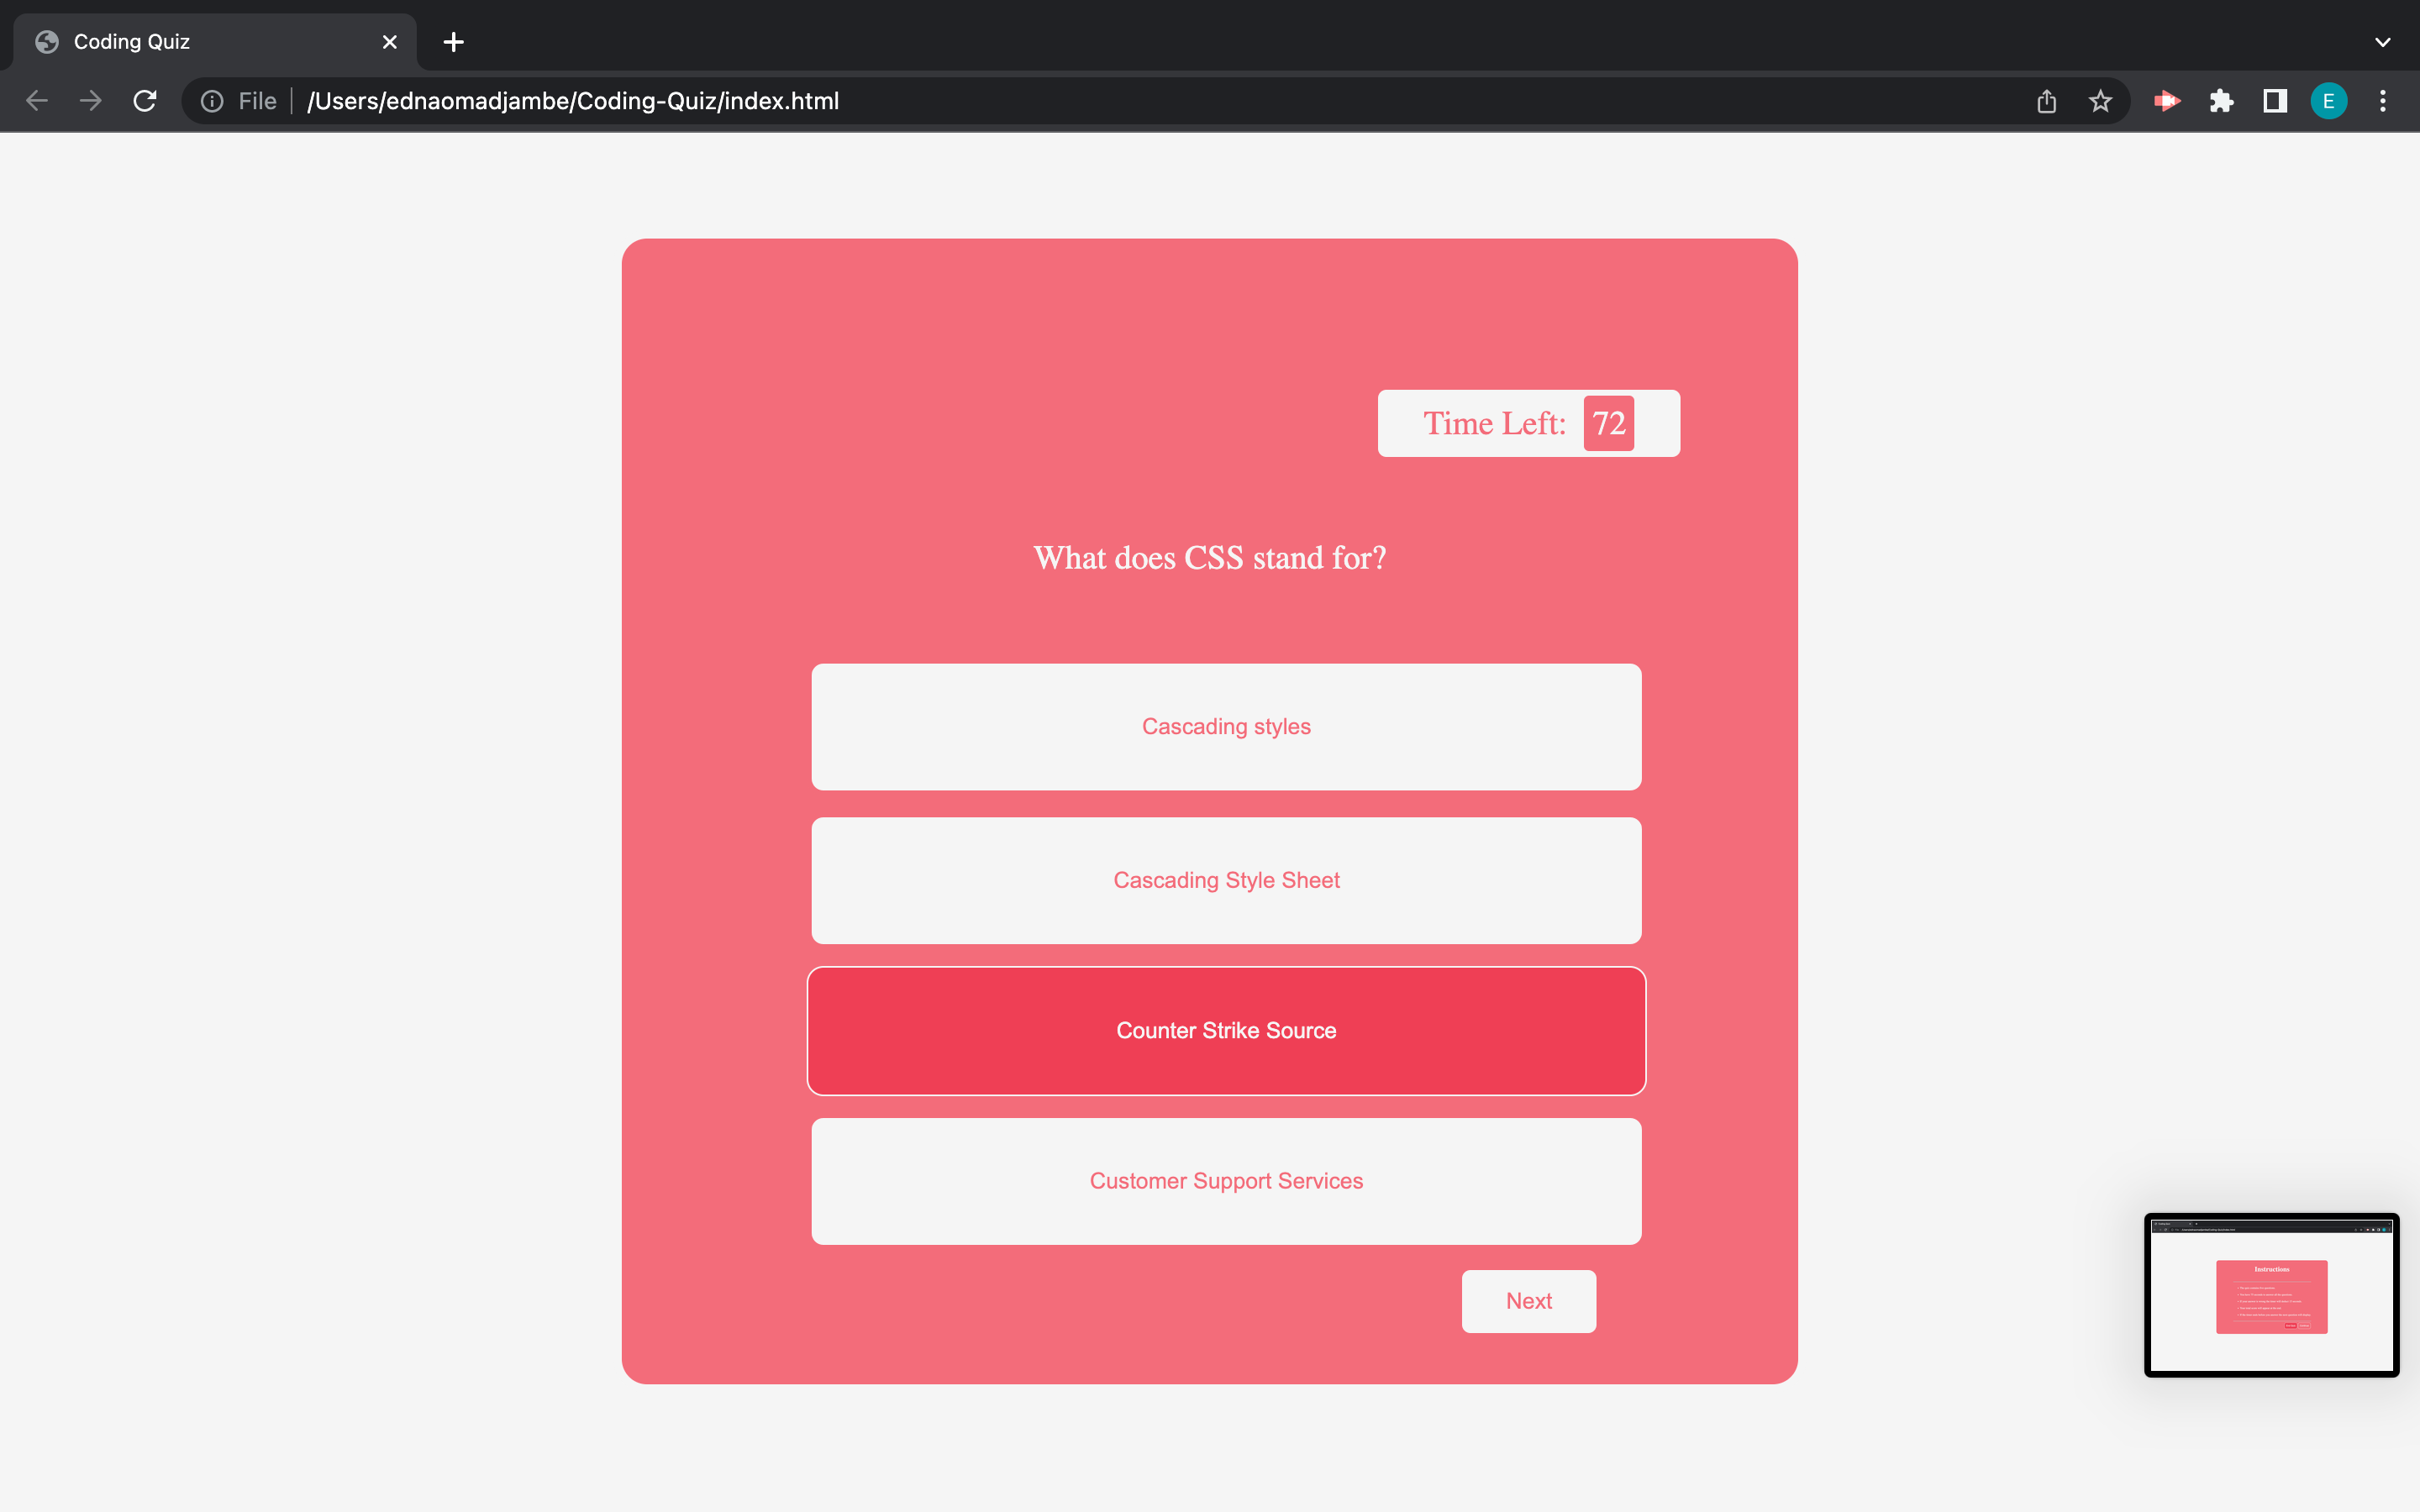 Coding Quiz
File /Users/ednaomadjambe/Coding-Quiz/index.html
E
Time Left: 72
What does CSS stand for?
Cascading styles
Cascading Style Sheet
Counter Strike Source
Customer Support Services
Next
Instructions